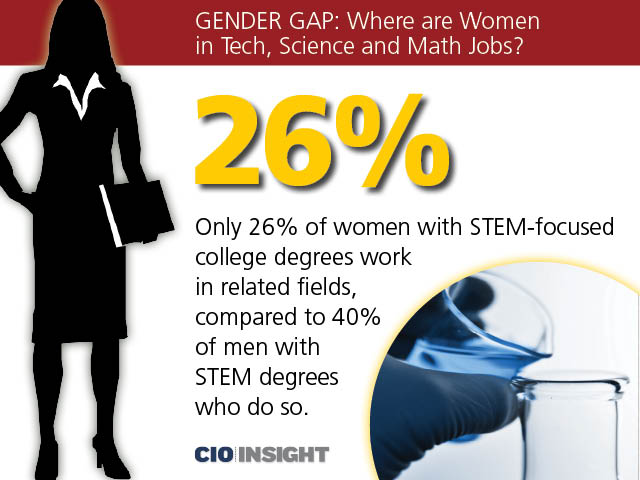 GENDER GAP: Where are Women
in Tech, Science and Math Jobs?
26%
Only 26% of women with STEM-focused
college degrees work
in related fields,
compared to 40%
of men with
STEM degrees
who do so.
CIO INSIGHT